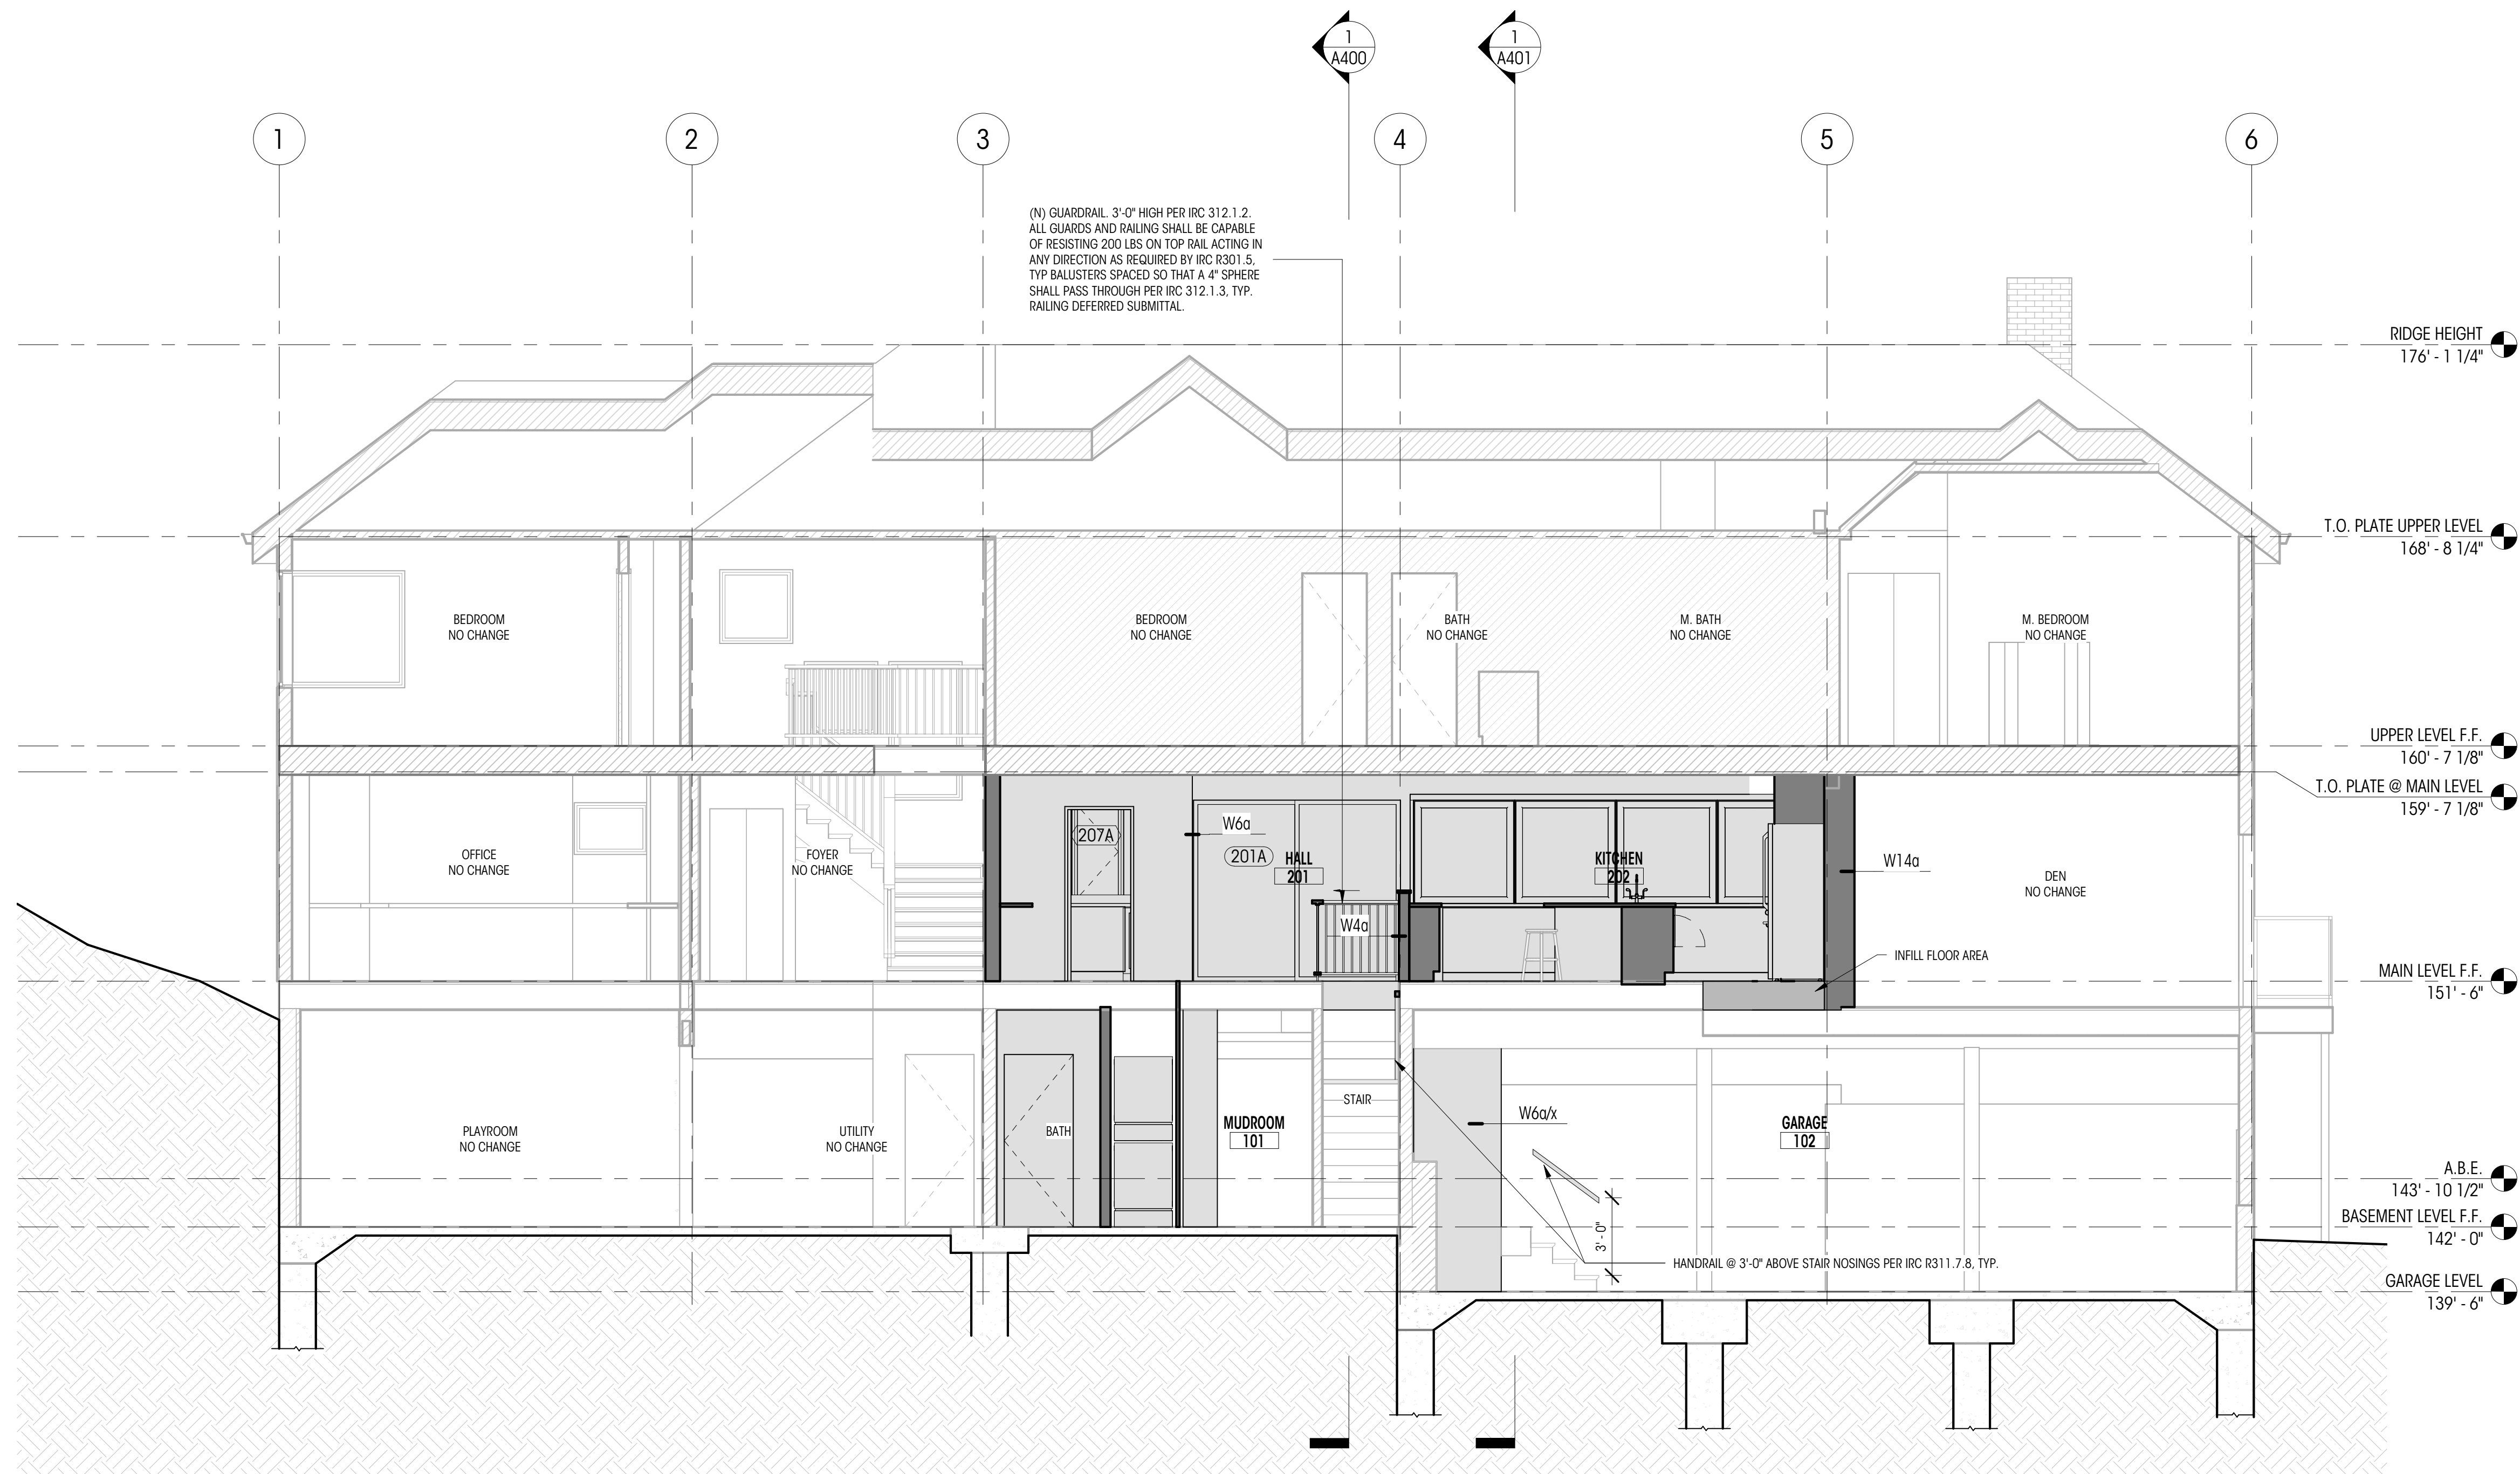 1
A400
1
A401
1
2
3
4
5
6
(N) GUARDRAIL. 3'-0" HIGH PER IRC 312.1.2.
ALL GUARDS AND RAILING SHALL BE CAPABLE
OF RESISTING 200 LBS ON TOP RAIL ACTING IN
ANY DIRECTION AS REQUIRED BY IRC R301.5,
TYP BALUSTERS SPACED SO THAT A 4" SPHERE
SHALL PASS THROUGH PER IRC 312.1.3, TYP.
RAILING DEFERRED SUBMITTAL.
RIDGE HEIGHT
176' - 1 1/4"
T.O. PLATE UPPER LEVEL
168' - 8 1/4"
BEDROOM
NO CHANGE
BEDROOM
NO CHANGE
BATH
NO CHANGE
M. BATH
NO CHANGE
M. BEDROOM
NO CHANGE
UPPER LEVEL F.F.
160' - 7 1/8"
T.O. PLATE @ MAIN LEVEL
159' - 7 1/8"
OFFICE
NO CHANGE
FOYER
NO CHANGE
207A
W6a
201A
HALL
201
W4a
KITCHEN
202
W14a
DEN
NO CHANGE
INFILL FLOOR AREA
MAIN LEVEL F.F.
151' - 6"
PLAYROOM
NO CHANGE
UTILITY
NO CHANGE
BATH
MUDROOM
101
STAIR
W6a/x
GARAGE
102
3' - 0"
HANDRAIL @ 3'-0" ABOVE STAIR NOSINGS PER IRC R311.7.8, TYP.
A.B.E.
143' - 10 1/2"
BASEMENT LEVEL F.F.
142' - 0"
GARAGE LEVEL
139' - 6"